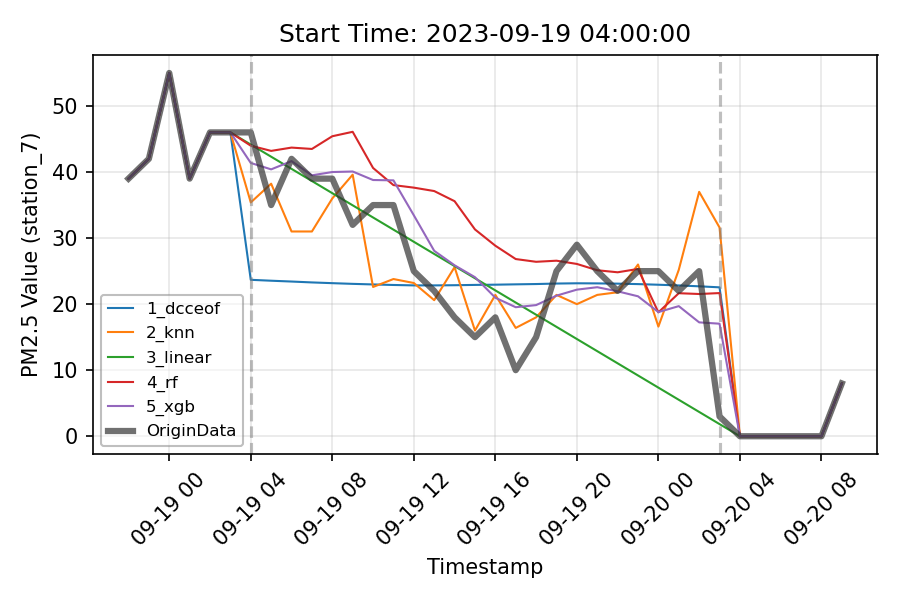 Start Time: 2023-09-19 04:00:00
PM2.5 Value (station_7)
50
40
30
20
10
0
1_dcceof
2_knn
3_linear
4_rf
5_xgb
OriginData
09-19 00
09-19 04
09-19 08
09-19 12
09-19 16
09-19 20
09-20 00
09-20 04
09-20 08
Timestamp